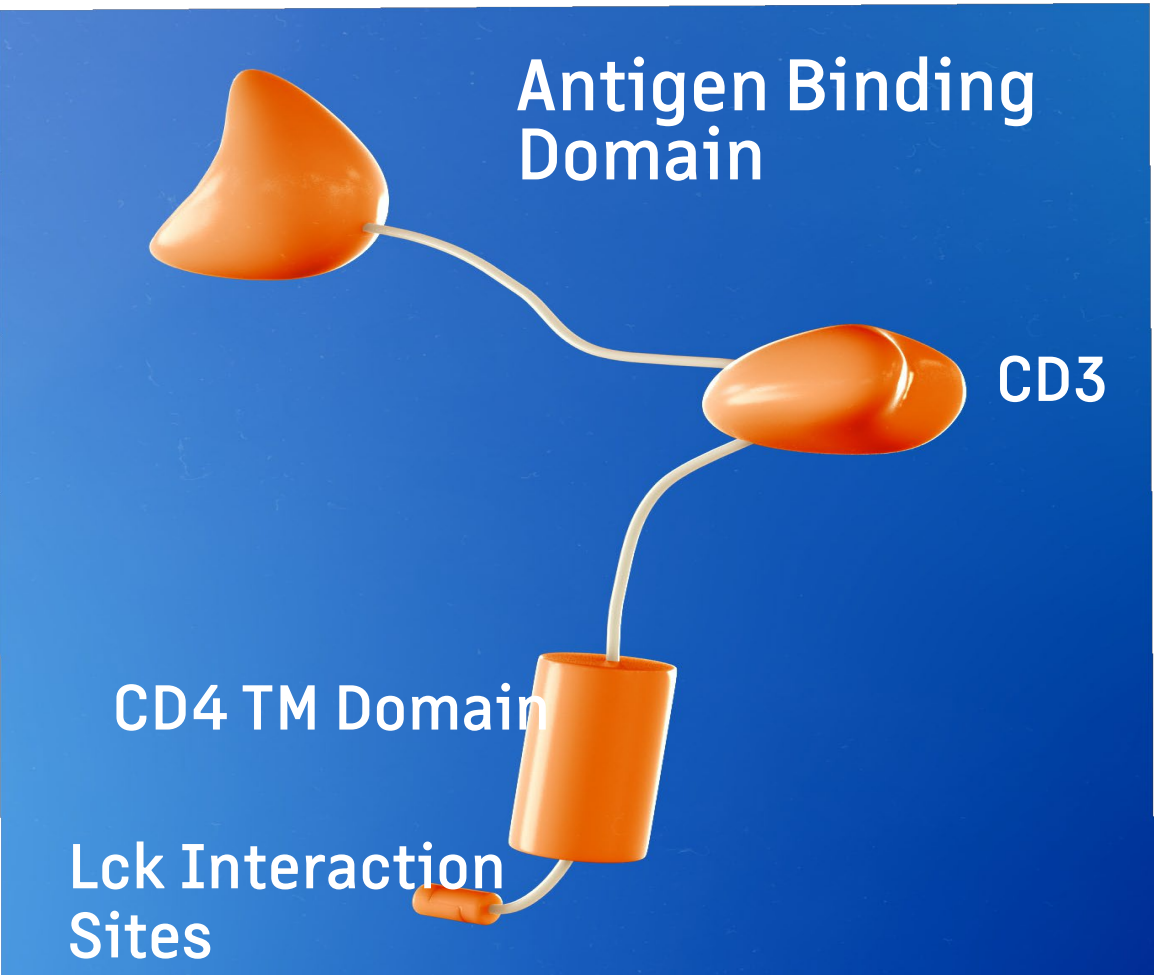 Antigen Binding
Domain
CD3
CD4 TM Domain
Lck Interaction
Sites